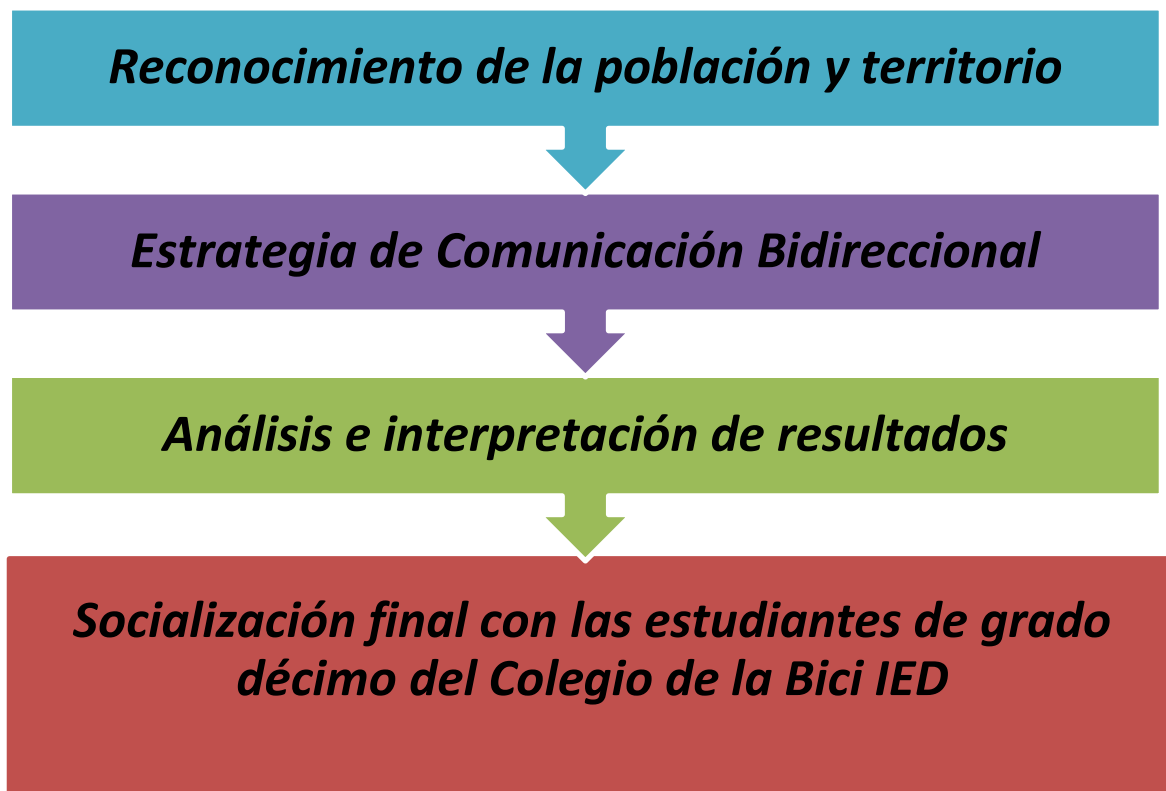 Reconocimiento de la población y territorio
Estrategia de Comunicación Bidireccional
Análisis e interpretación de resultados
Socialización final con las estudiantes de grado
décimo del Colegio de la Bici IED